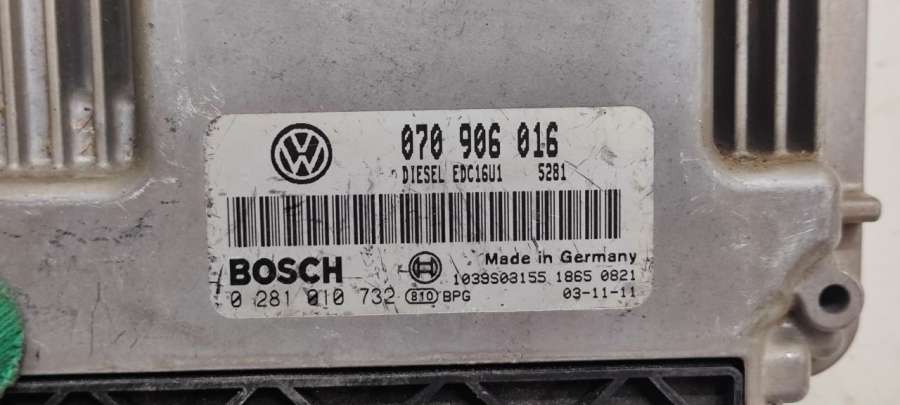 070 906 016
DIESEL EDC16U1 5281
BOSCH
Made in Germany
1039S03155 1865 0821
0 281 010 732 810 BPG 03-11-11